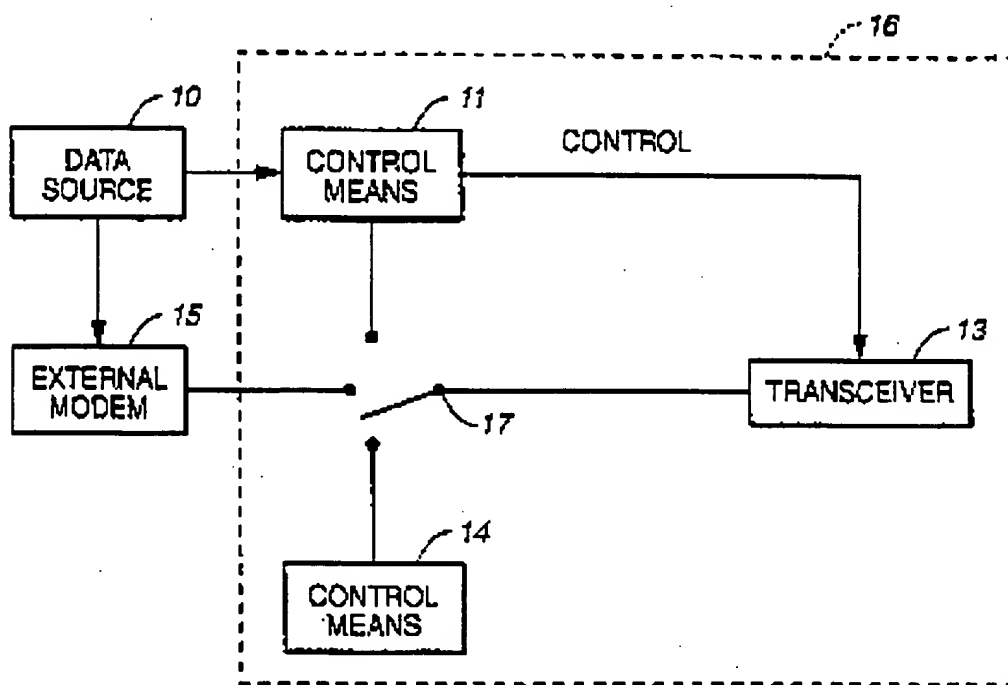 16
10
11
DATA
SOURCE
CONTROL
MEANS
CONTROL
15
13
EXTERNAL
MODEM
TRANSCEIVER
17
14
CONTROL
MEANS